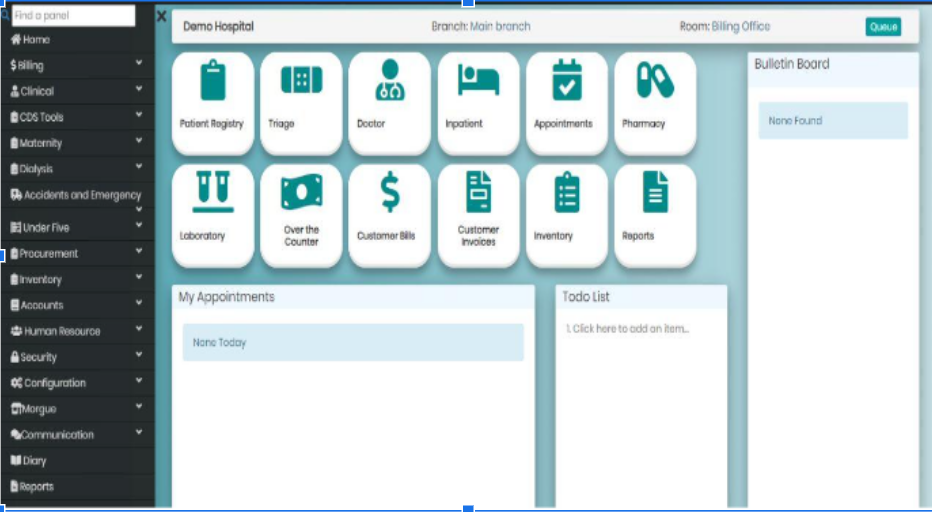 Find a panel
Home
Billing
Clinical
CDS Tools
Maternity
Dialysis
Accidents and Emergency
Under Five
Procurement
Inventory
Accounts
Human Resource
Security
Configuration
Morgue
Communication
Diary
Reports
Demo Hospital
Branch: Main branch
Room: Billing Office
Queue
Patient Registry
Triage
Doctor
Inpatient
Appointments
Pharmacy
Laboratory
Over the
Counter
Customer Bills
Customer
Invoices
Inventory
Reports
My Appointments
None Today
Todo List
1. Click here to add an item...
Bulletin Board
None Found